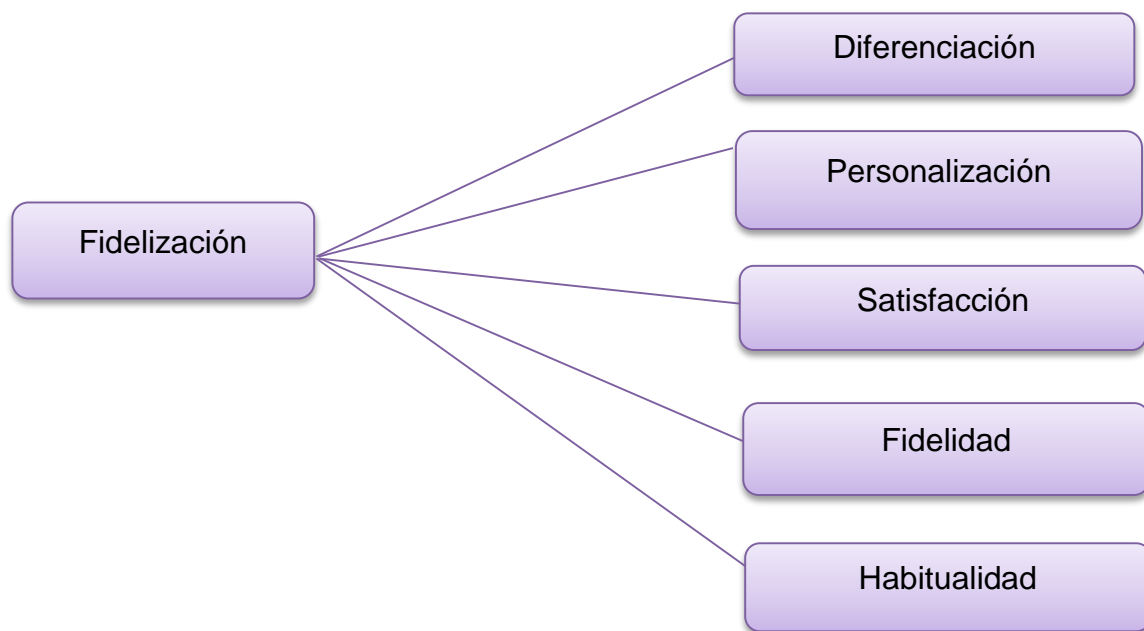 Diferenciación
Personalización
Fidelización
Satisfacción
Fidelidad
Habitualidad